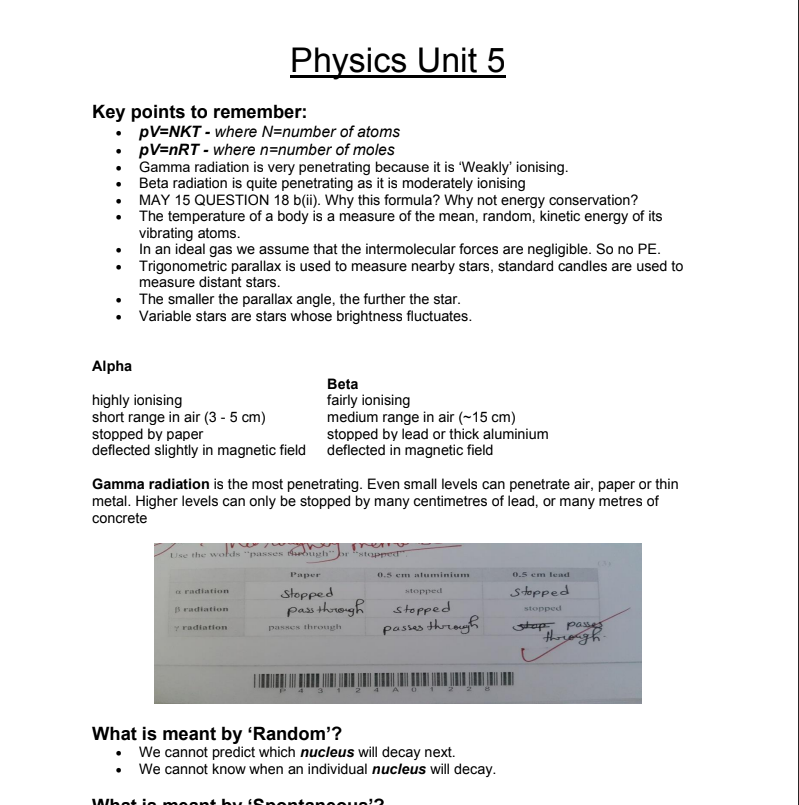 Physics Unit 5
Key points to remember:
• pV=NKT - where N=number of atoms
• pV=nRT - where n=number of moles
• Gamma radiation is very penetrating because it is ‘Weakly’ ionising.
• Beta radiation is quite penetrating as it is moderately ionising
• MAY 15 QUESTION 18 b(ii). Why this formula? Why not energy conservation?
• The temperature of a body is a measure of the mean, random, kinetic energy of its
vibrating atoms.
• In an ideal gas we assume that the intermolecular forces are negligible. So no PE.
• Trigonometric parallax is used to measure nearby stars, standard candles are used to
measure distant stars.
• The smaller the parallax angle, the further the star.
• Variable stars are stars whose brightness fluctuates.
Alpha
Beta
highly ionising fairly ionising
short range in air (3 - 5 cm) medium range in air (~15 cm)
stopped by paper stopped by lead or thick aluminium
deflected slightly in magnetic field deflected in magnetic field
Gamma radiation is the most penetrating. Even small levels can penetrate air, paper or thin
metal. Higher levels can only be stopped by many centimetres of lead, or many metres of
concrete
Use the words “passes through” or “stopped”
Paper 0.5 cm aluminium 0.5 cm lead
α radiation Stopped stopped Stopped
β radiation pass through stopped stopped
γ radiation passes through passes through stop passes
through.
P 4 3 1 2 4 A 0 1 2 2 8
What is meant by ‘Random’?
• We cannot predict which nucleus will decay next.
• We cannot know when an individual nucleus will decay.
What is meant by ‘Spontaneous’?